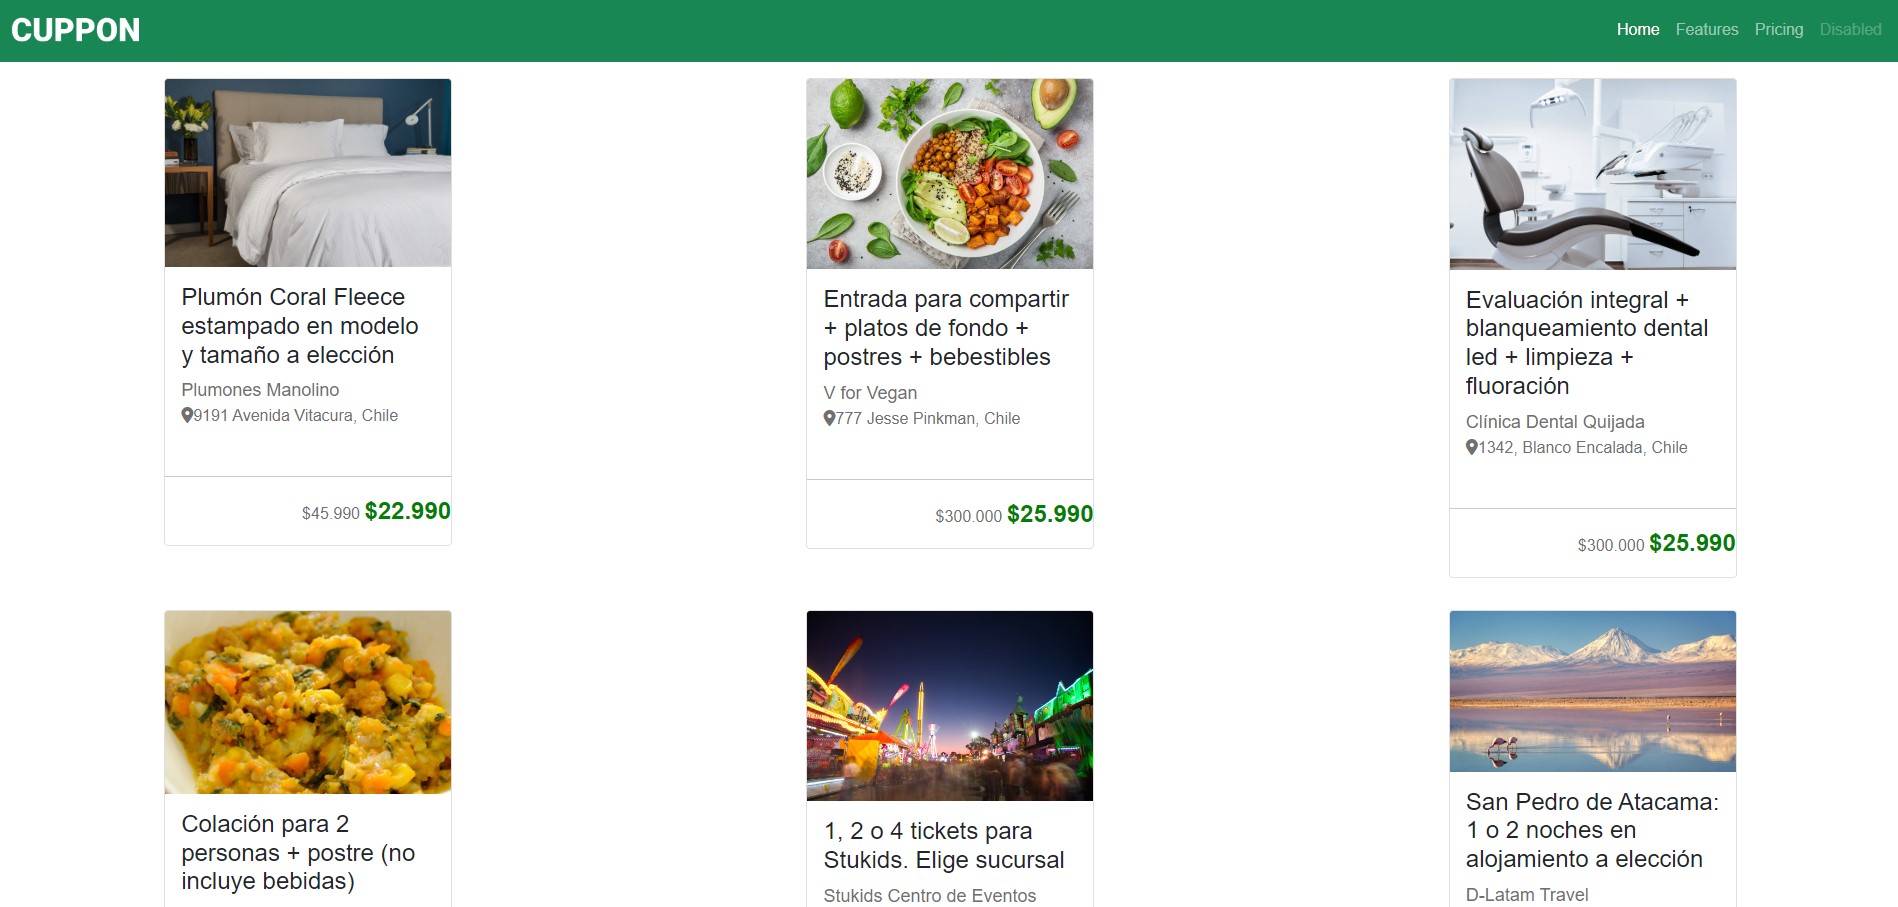 CUPPON
Home Features Pricing Disabled
Plumón Coral Fleece
estampado en modelo
y tamaño a elección
Plumones Manolino
9191 Avenida Vitacura, Chile
$45.990 $22.990
Entrada para compartir
+ platos de fondo +
postres + bebestibles
V for Vegan
777 Jesse Pinkman, Chile
$300.000 $25.990
Evaluación integral +
blanqueamiento dental
led + limpieza +
fluoración
Clínica Dental Quijada
1342, Blanco Encalada, Chile
$300.000 $25.990
Colación para 2
personas + postre (no
incluye bebidas)
1, 2 o 4 tickets para
Stukids. Elige sucursal
Stukids Centro de Eventos
San Pedro de Atacama:
1 o 2 noches en
alojamiento a elección
D-Latam Travel